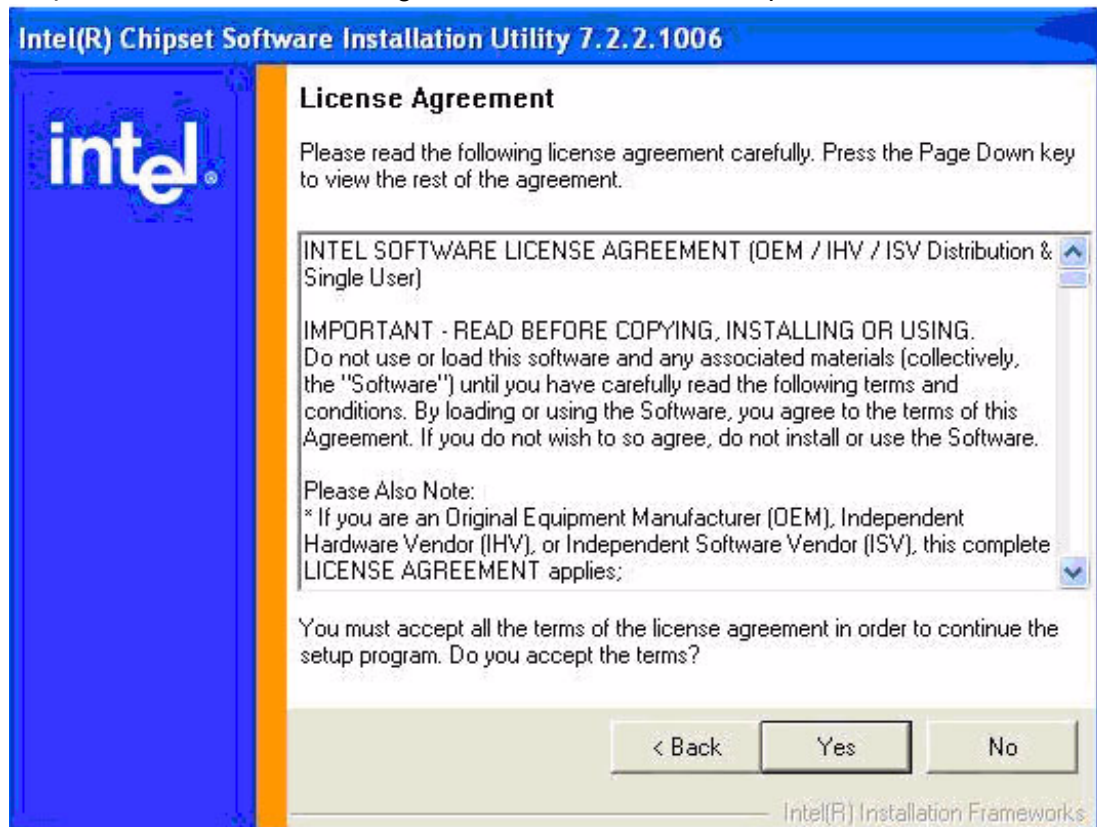 Intel(R) Chipset Software Installation Utility 7.2.2.1006
intel®
License Agreement
Please read the following license agreement carefully. Press the Page Down key
to view the rest of the agreement.
INTEL SOFTWARE LICENSE AGREEMENT (OEM / IHV / ISV Distribution &
Single User)
IMPORTANT - READ BEFORE COPYING, INSTALLING OR USING.
Do not use or load this software and any associated materials (collectively,
the "Software") until you have carefully read the following terms and
conditions. By loading or using the Software, you agree to the terms of this
Agreement. If you do not wish to so agree, do not install or use the Software.
Please Also Note:
* If you are an Original Equipment Manufacturer (OEM), Independent
Hardware Vendor (IHV), or Independent Software Vendor (ISV), this complete
LICENSE AGREEMENT applies;
You must accept all the terms of the license agreement in order to continue the
setup program. Do you accept the terms?
< Back Yes No
Intel(R) Installation Frameworks